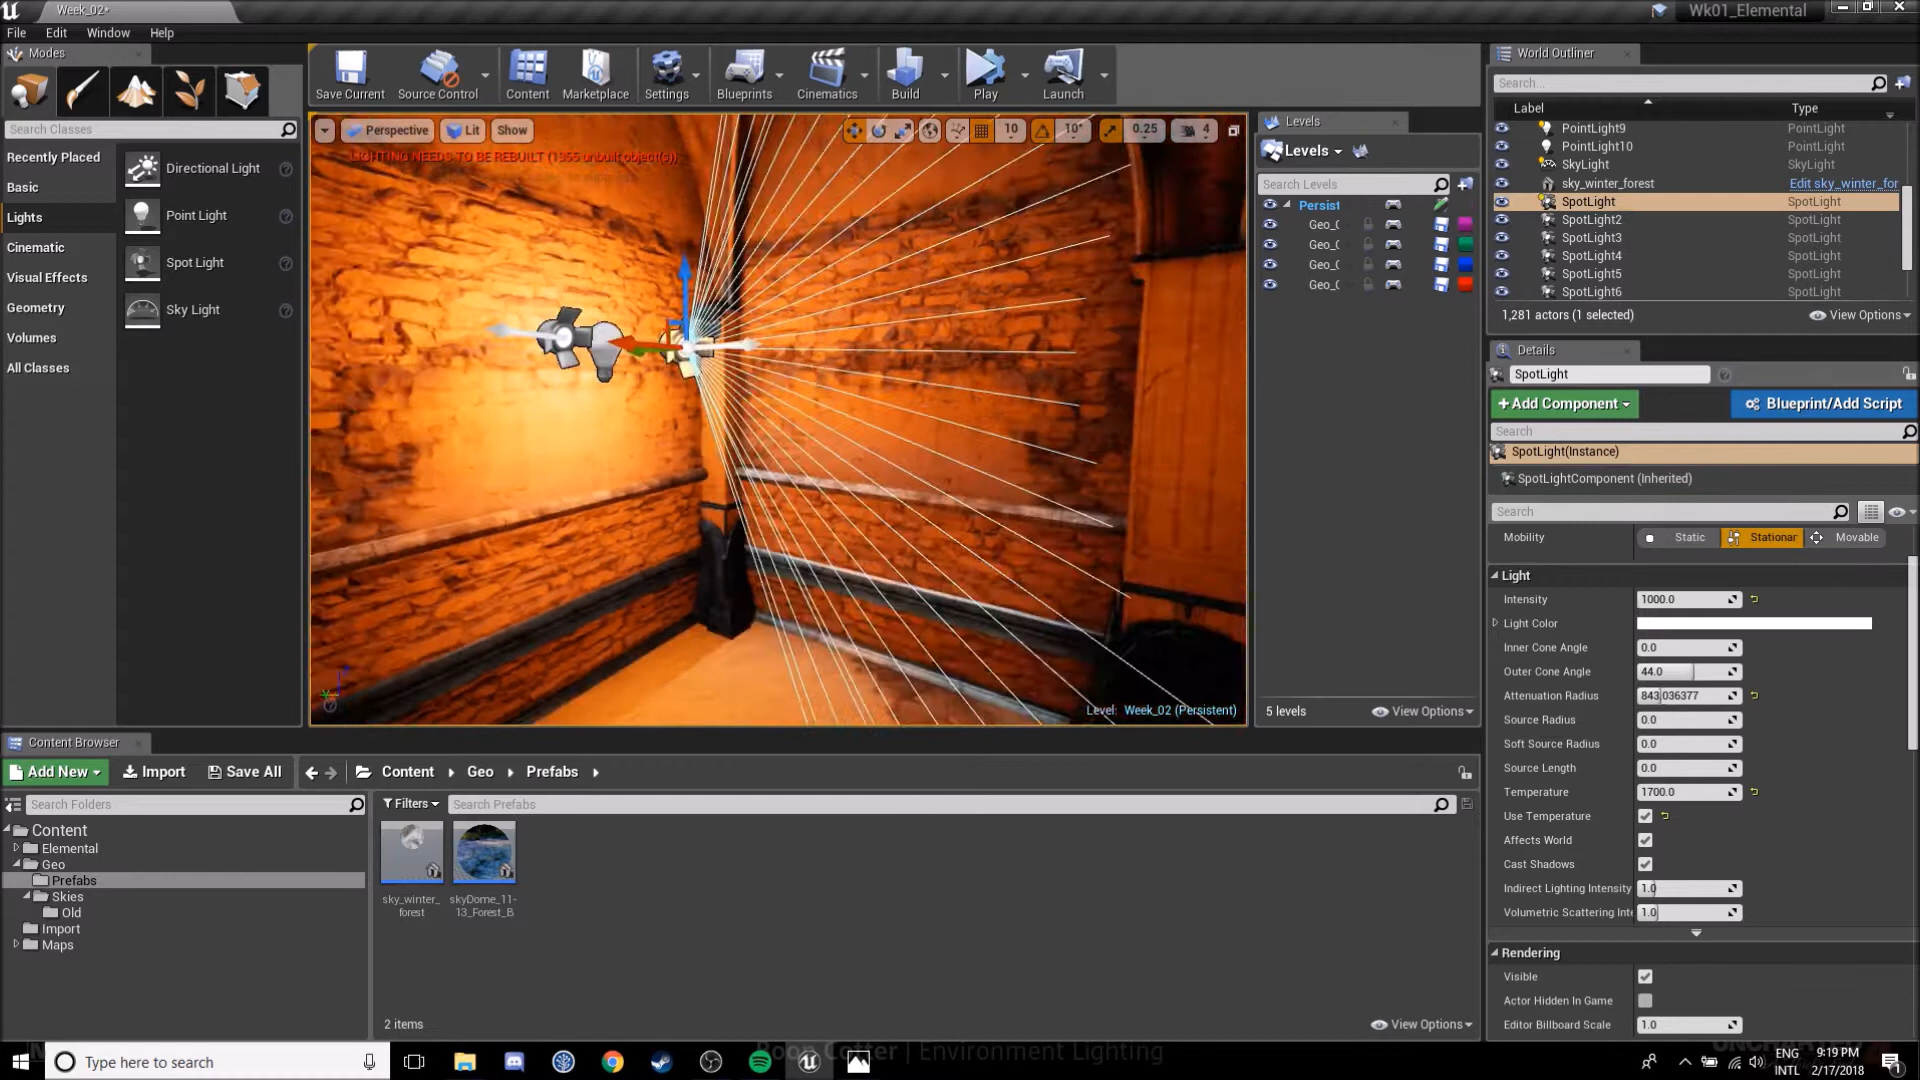 Week_02*
Wk01_Elemental
File Edit Window Help
Modes
Search Classes
Recently Placed
Basic
Lights
Cinematic
Visual Effects
Geometry
Volumes
All Classes
Directional Light
Point Light
Spot Light
Sky Light
Save Current
Source Control
Content
Marketplace
Settings
Blueprints
Cinematics
Build
Play
Launch
Perspective Lit Show
10 10° 0.25 4
LIGHTING NEEDS TO BE REBUILT (1355 unbuilt object(s))
Level: Week_02 (Persistent)
Levels
Levels
Search Levels
Persist
Geo_0
Geo_0
Geo_0
Geo_0
5 levels View Options
World Outliner
Search...
Label Type
PointLight9 PointLight
PointLight10 PointLight
SkyLight SkyLight
sky_winter_forest Edit sky_winter_for
SpotLight SpotLight
SpotLight2 SpotLight
SpotLight3 SpotLight
SpotLight4 SpotLight
SpotLight5 SpotLight
SpotLight6 SpotLight
1,281 actors (1 selected) View Options
Details
SpotLight
+ Add Component Blueprint/Add Script
Search
SpotLight(Instance)
SpotLightComponent (Inherited)
Search
Mobility Static Stationar Movable
Light
Intensity 1000.0
Light Color
Inner Cone Angle 0.0
Outer Cone Angle 44.0
Attenuation Radius 843.036377
Source Radius 0.0
Soft Source Radius 0.0
Source Length 0.0
Temperature 1700.0
Use Temperature
Affects World
Cast Shadows
Indirect Lighting Intensity 1.0
Volumetric Scattering Inte 1.0
Rendering
Visible
Actor Hidden In Game
Editor Billboard Scale 1.0
Content Browser
Add New Import Save All Content Geo Prefabs
Search Folders
Filters Search Prefabs
Content
Elemental
Geo
Prefabs
Skies
Old
Import
Maps
sky_winter_
forest
skyDome_11-
13_Forest_B
2 items View Options
Type here to search
Cotter | Environment Lighting
ENG
INTL
9:19 PM
2/17/2018
1